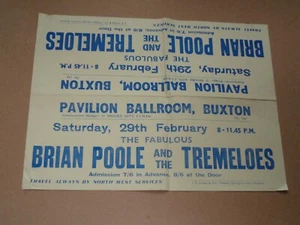 PAVILION BALLROOM, BUXTON
Saturday, 29th February 8 - 11.45 P.M.
THE FABULOUS
BRIAN POOLE AND THE TREMELOES
Admission 7/6 in Advance, 8/6 at the Door
TRAVEL ALWAYS BY NORTH WEST SERVICES
PAVILION BALLROOM, BUXTON
Saturday, 29th February 8 - 11.45 P.M.
THE FABULOUS
BRIAN POOLE AND THE TREMELOES
Admission 7/6 in Advance, 8/6 at the Door
TRAVEL ALWAYS BY NORTH WEST SERVICES